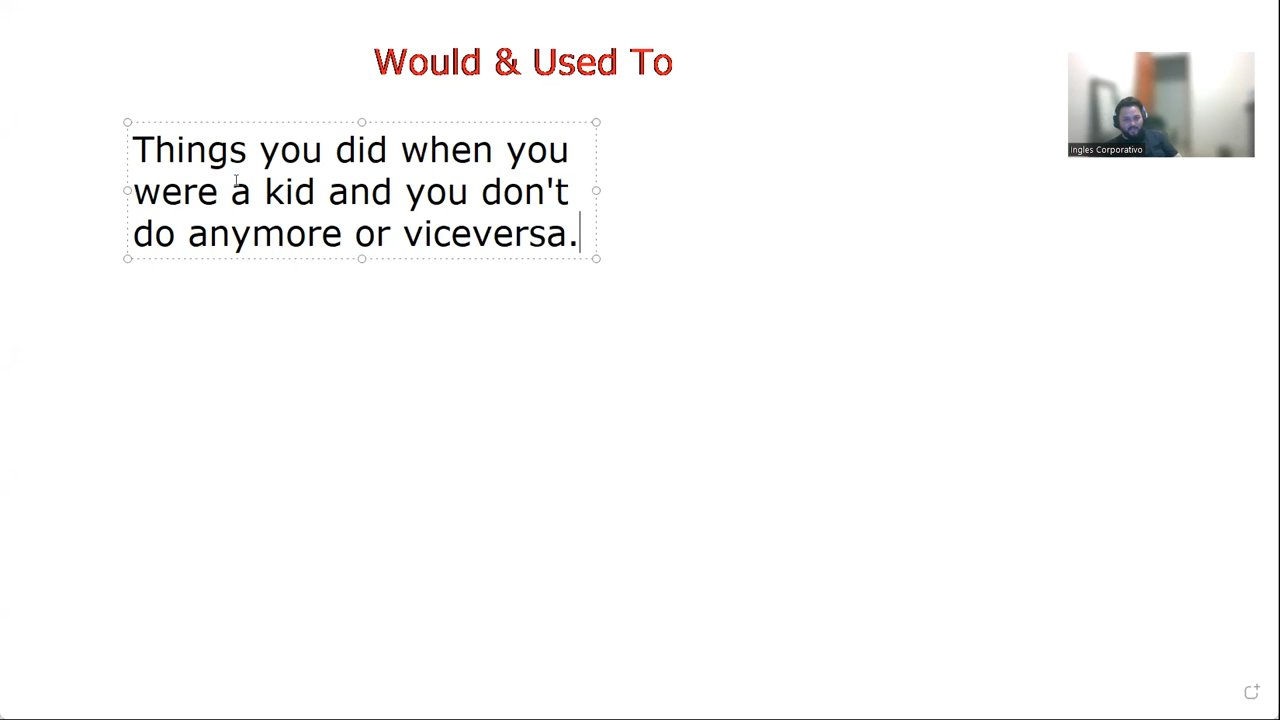 Would & Used To
Things you did when you
were a kid and you don't
do anymore or viceversa.
Ingles Corporativo